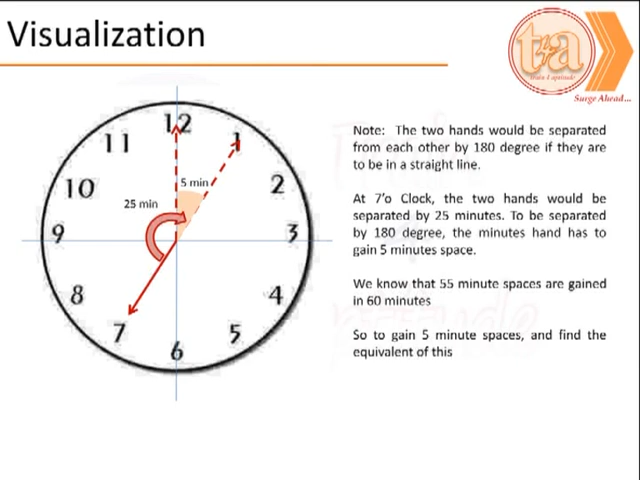 Visualization
t4a
Train 4 aptitude
Surge Ahead...
12
11
1
10
5 min
2
25 min
9
3
8
4
7
5
6
Note: The two hands would be separated
from each other by 180 degree if they are
to be in a straight line.
At 7'o Clock, the two hands would be
separated by 25 minutes. To be separated
by 180 degree, the minutes hand has to
gain 5 minutes space.
We know that 55 minute spaces are gained
in 60 minutes
So to gain 5 minute spaces, and find the
equivalent of this